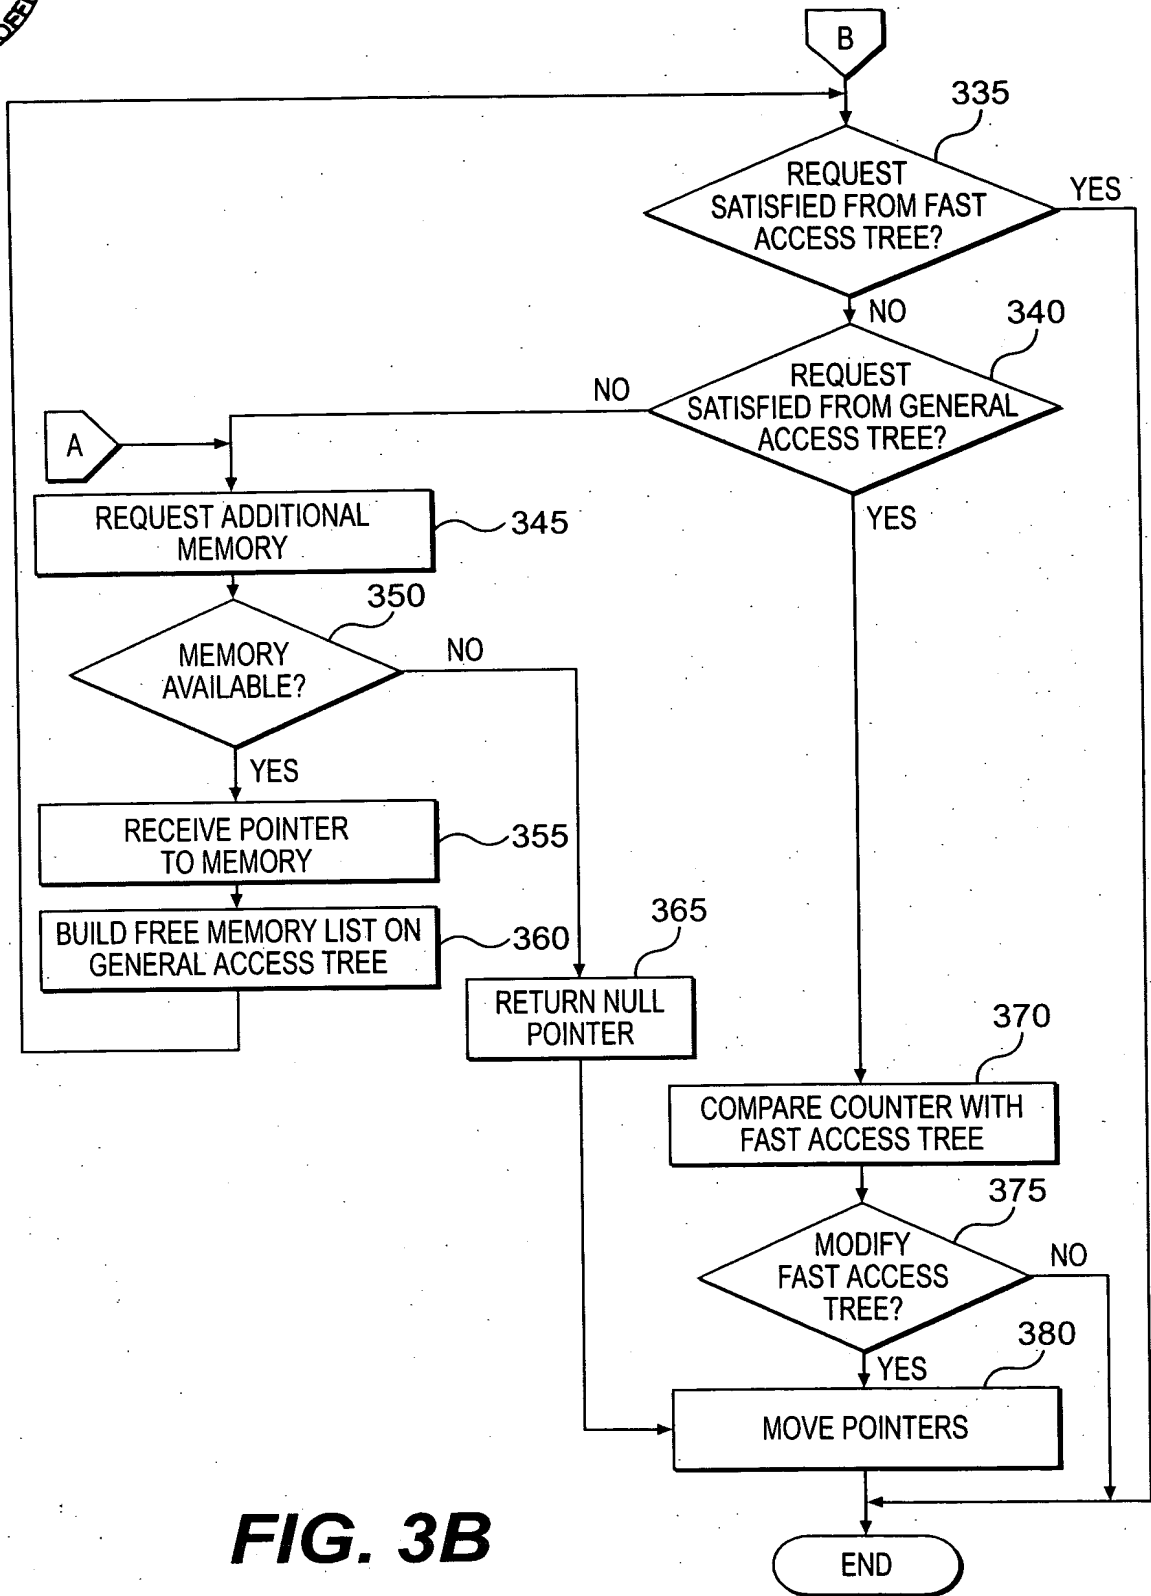 B
335
REQUEST
SATISFIED FROM FAST
ACCESS TREE?
YES
NO
340
REQUEST
SATISFIED FROM GENERAL
ACCESS TREE?
NO
YES
A
REQUEST ADDITIONAL
MEMORY
345
350
MEMORY
AVAILABLE?
NO
YES
RECEIVE POINTER
TO MEMORY
355
BUILD FREE MEMORY LIST ON
GENERAL ACCESS TREE
360
365
RETURN NULL
POINTER
370
COMPARE COUNTER WITH
FAST ACCESS TREE
375
MODIFY
FAST ACCESS
TREE?
NO
YES
380
MOVE POINTERS
END
FIG. 3B